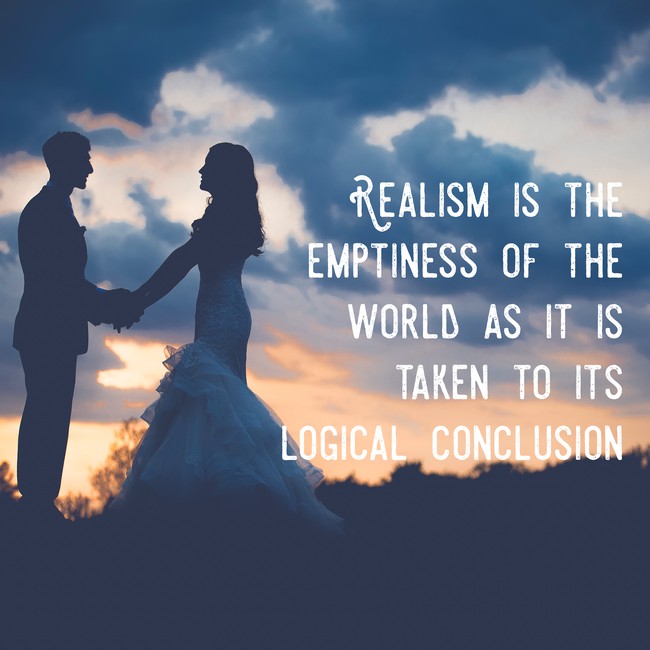 Realism is the
emptiness of the
world as it is
taken to its
logical conclusion